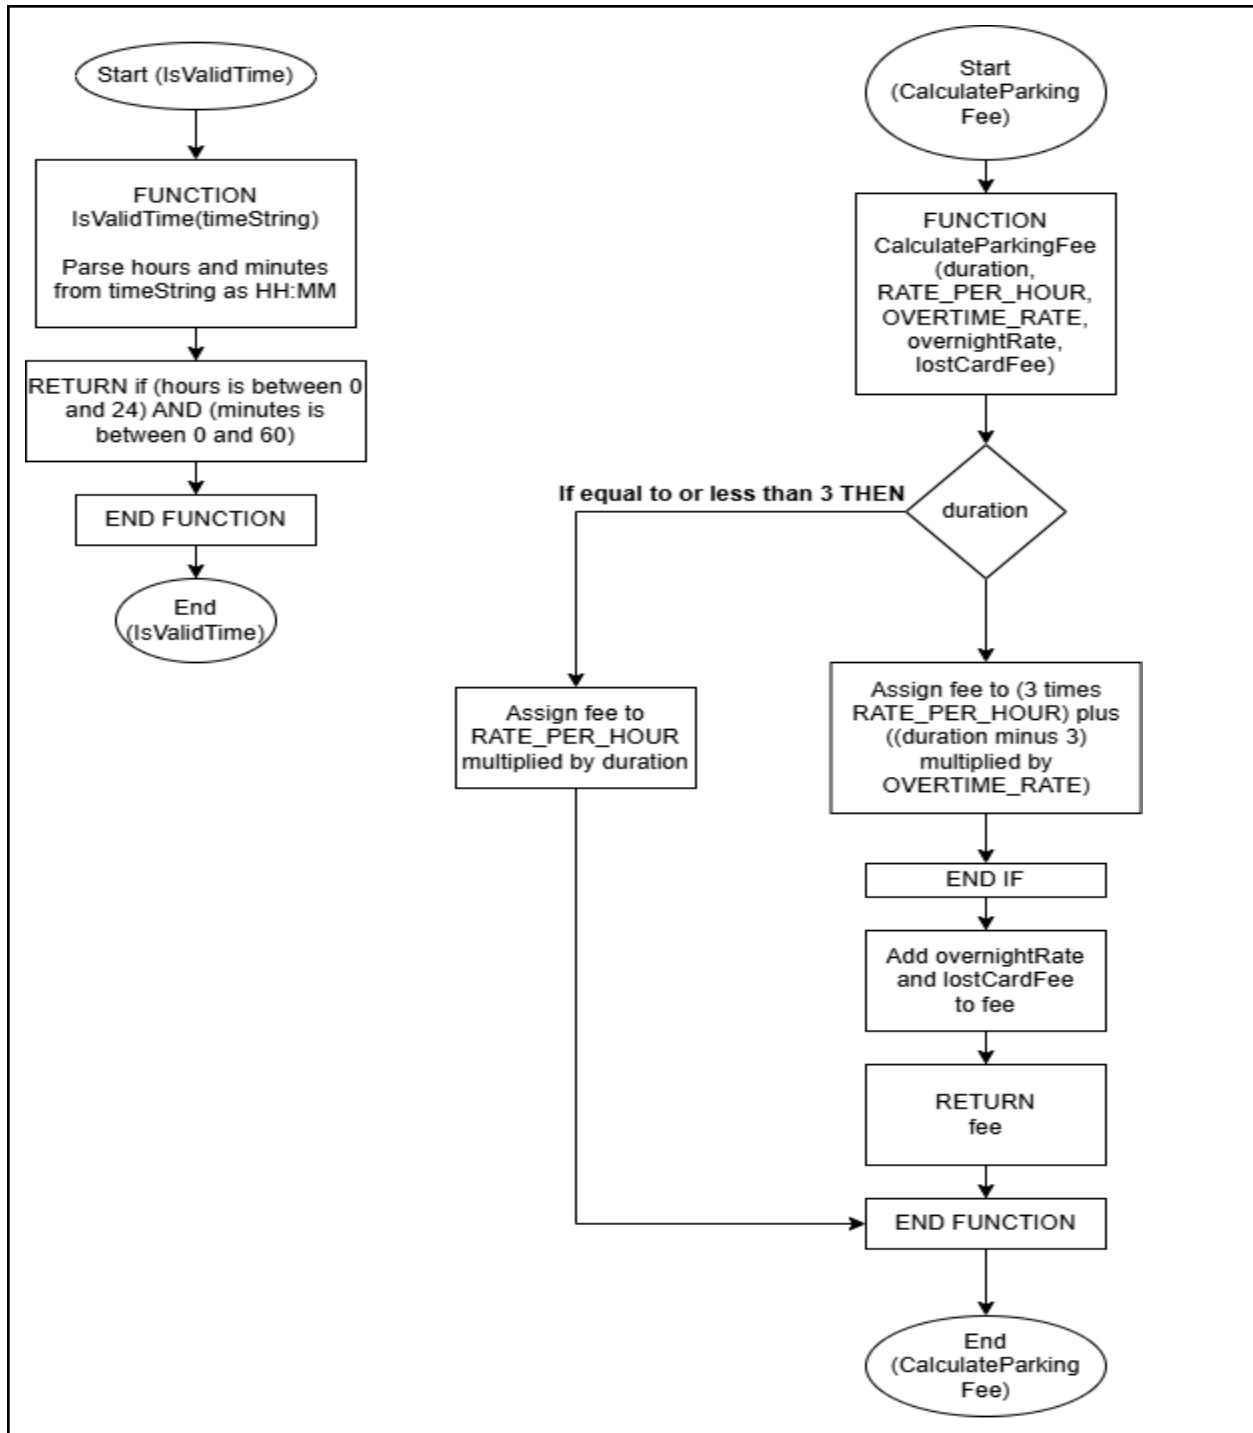 Start (IsValidTime)
FUNCTION
IsValidTime(timeString)
Parse hours and minutes
from timeString as HH:MM
RETURN if (hours is between 0
and 24) AND (minutes is
between 0 and 60)
END FUNCTION
End
(IsValidTime)
Start
(CalculateParking
Fee)
FUNCTION
CalculateParkingFee
(duration,
RATE_PER_HOUR,
OVERTIME_RATE,
overnightRate,
lostCardFee)
If equal to or less than 3 THEN
duration
Assign fee to
RATE_PER_HOUR
multiplied by duration
Assign fee to (3 times
RATE_PER_HOUR) plus
((duration minus 3)
multiplied by
OVERTIME_RATE)
END IF
Add overnightRate
and lostCardFee
to fee
RETURN
fee
END FUNCTION
End
(CalculateParking
Fee)